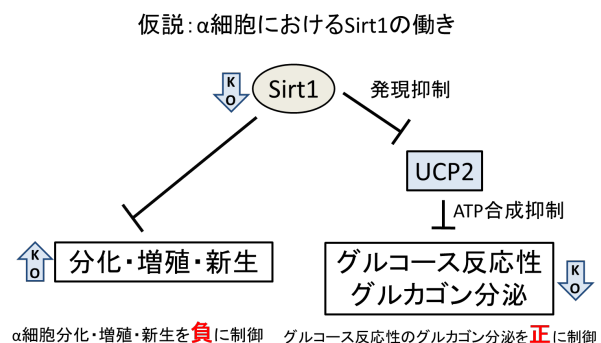 仮説：α細胞におけるSirt1の働き
KO
Sirt1
発現抑制
UCP2
ATP合成抑制
KO
分化・増殖・新生
グルコース反応性
グルカゴン分泌
KO
α細胞分化・増殖・新生を負に制御
グルコース反応性のグルカゴン分泌を正に制御